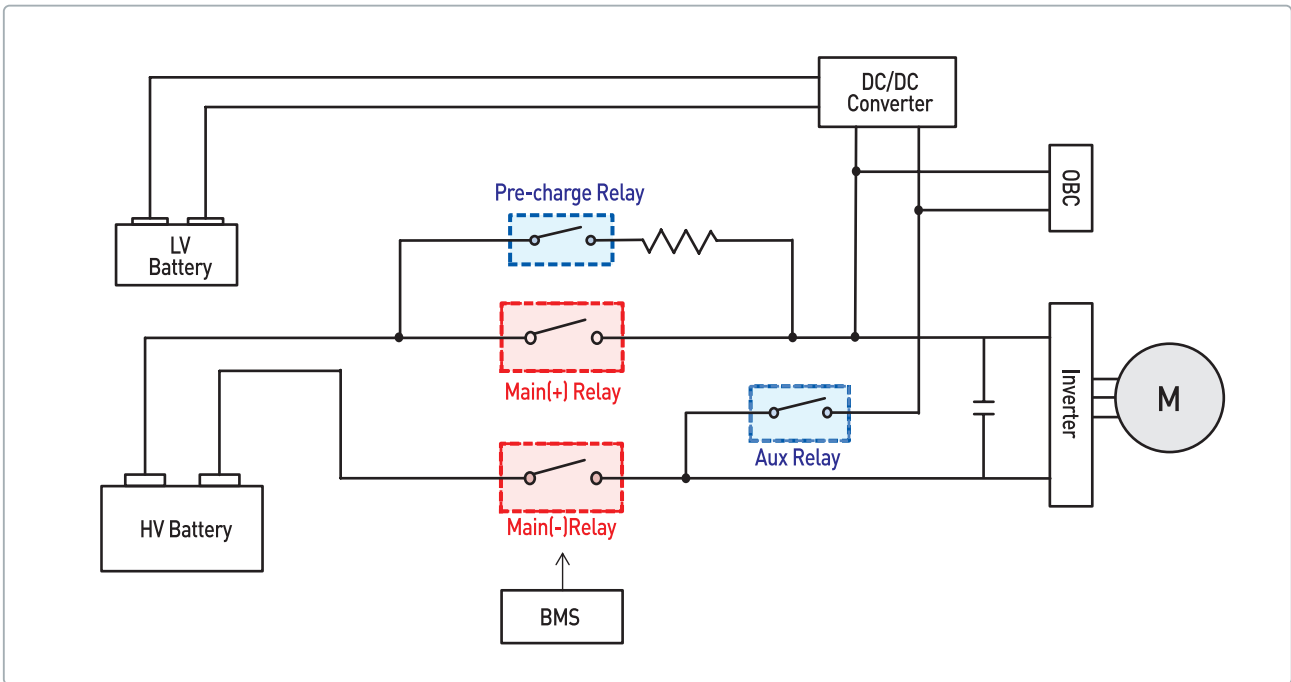 DC/DC
Converter
OBC
Pre-charge Relay
LV
Battery
Main(+) Relay
Inverter
M
Aux Relay
HV Battery
Main(-)Relay
BMS